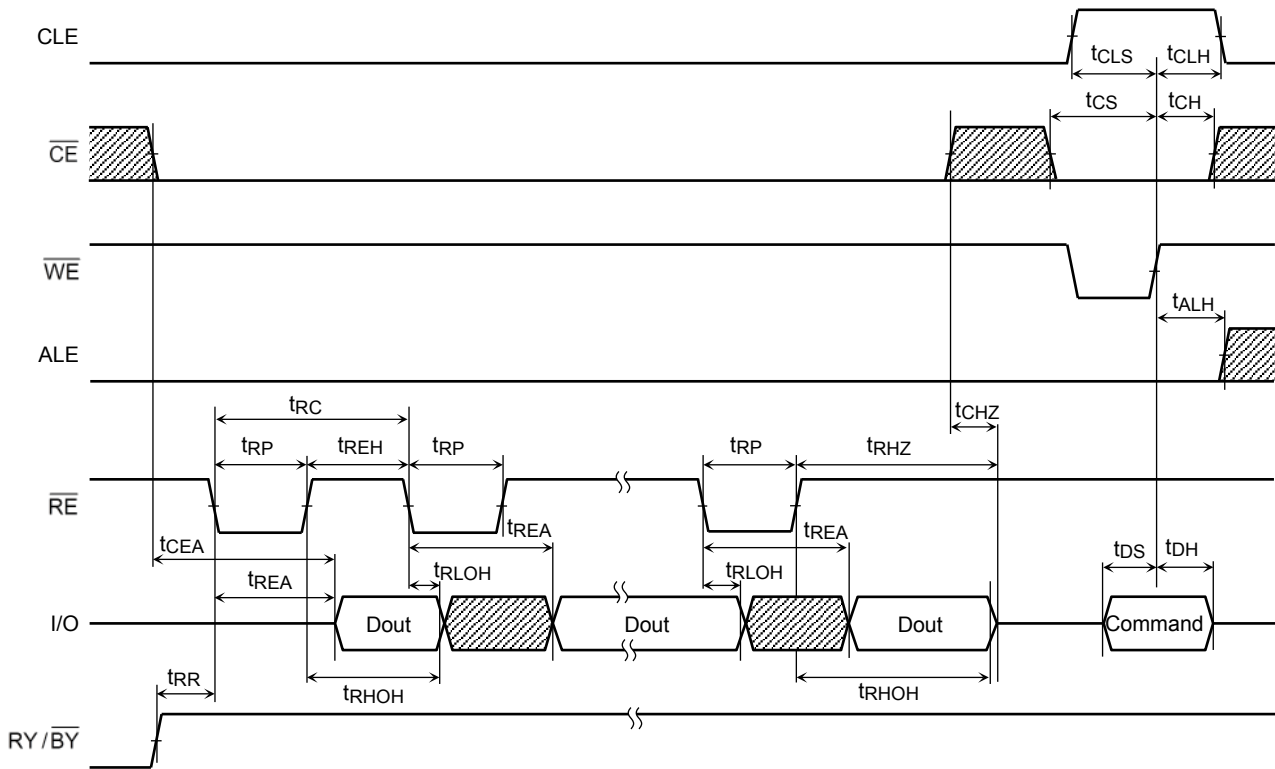 CLE
tCLS
tCLH
tCS
tCH
CE
WE
tALH
ALE
tRC
tCHZ
tRP
tREH
tRP
tRP
tRHZ
RE
tCEA
tREA
tREA
tREA
tRLOH
tRLOH
tDS
tDH
I/O
Dout
Dout
Dout
Command
tRR
tRHOH
tRHOH
RY/BY